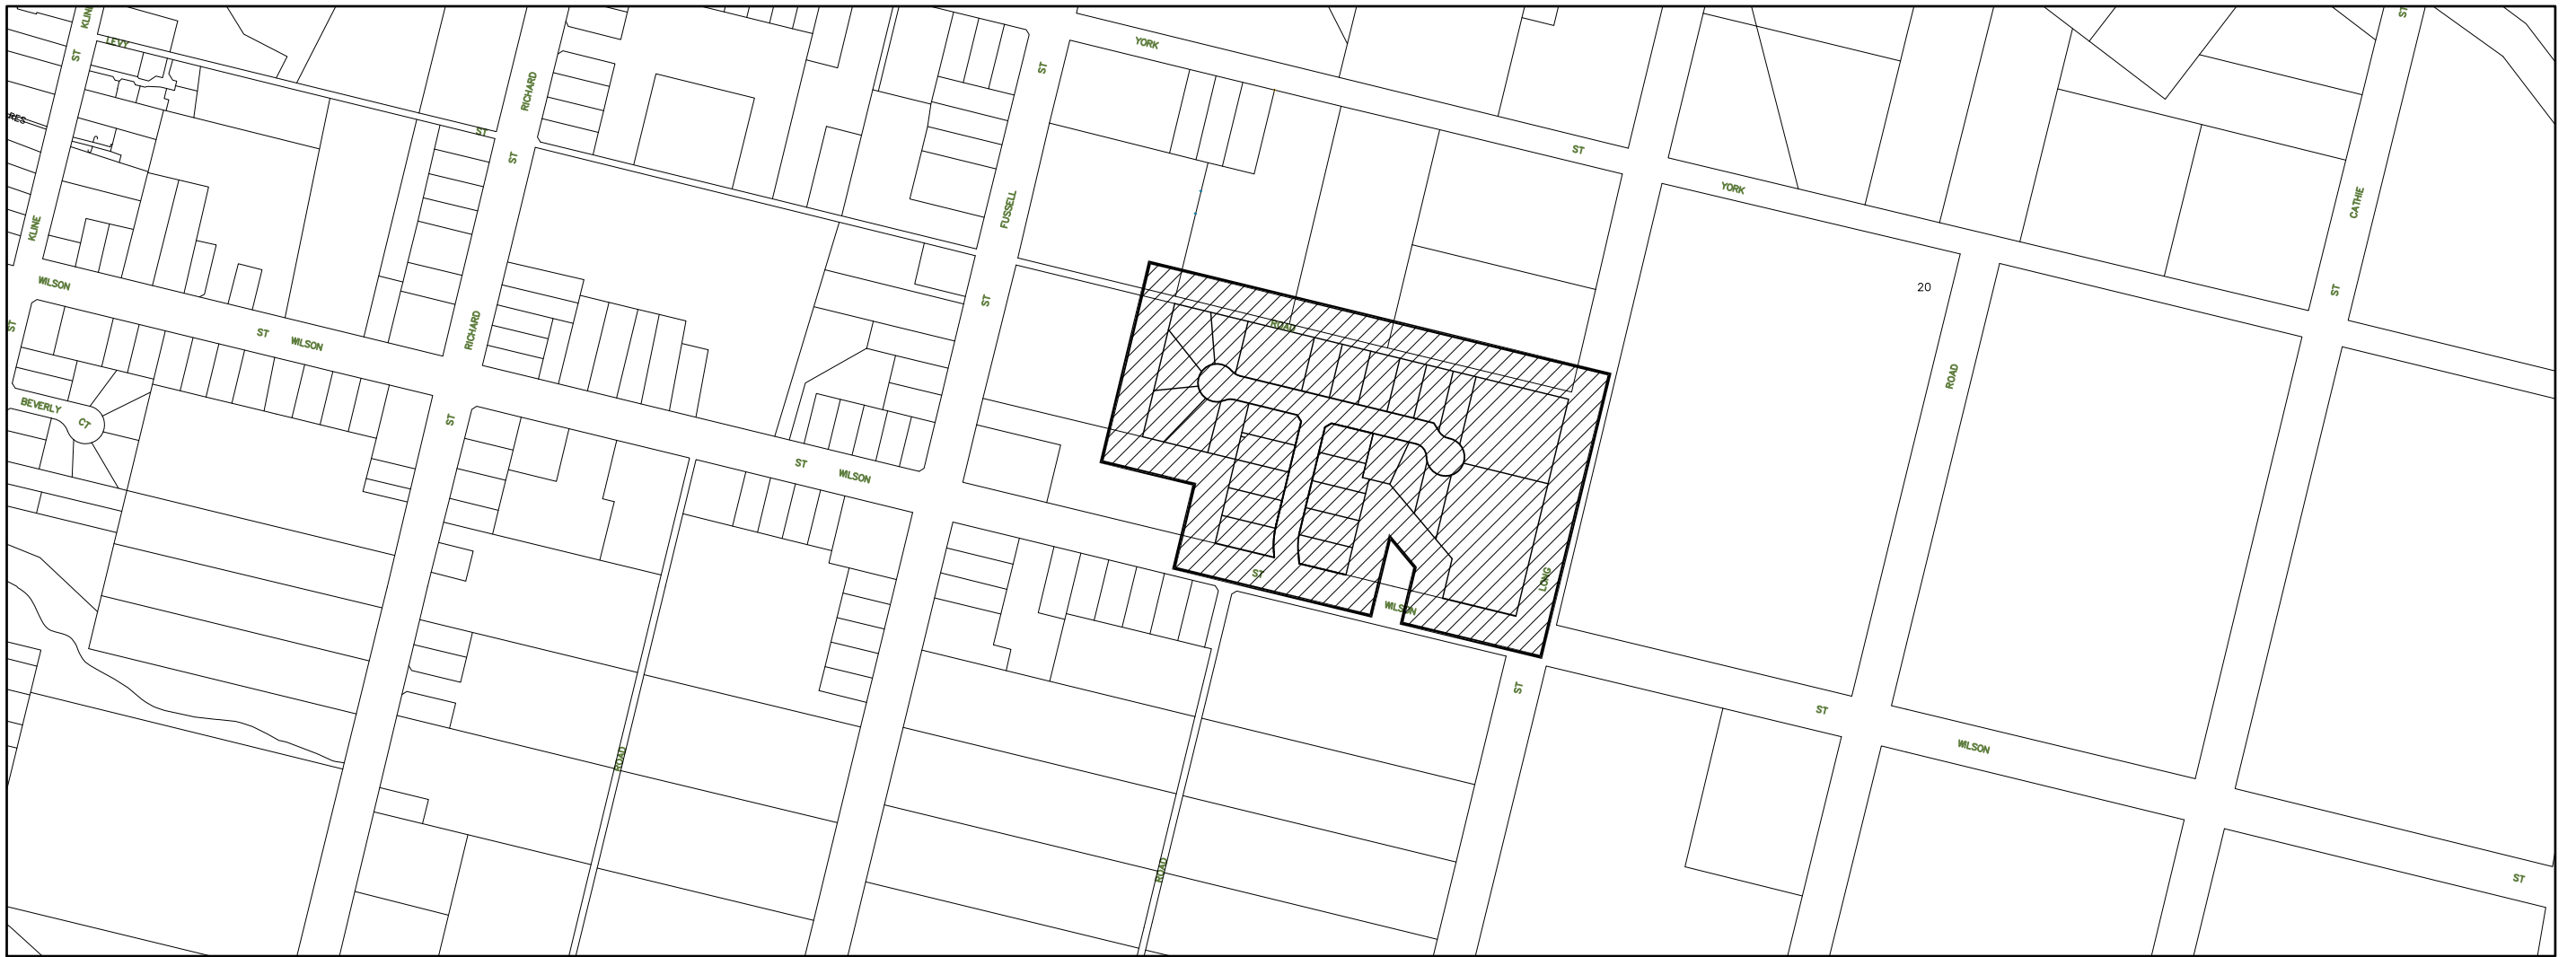 KLINE
ST
LEVY
ST
RICHARD
ST
RES
C
KLINE
WILSON
ST
WILSON
RICHARD
ST
ST
BEVERLY
CT
ST
FUSSELL
ST
YORK
ST
YORK
CATHIE
ST
ST
20
ROAD
ROAD
ST
WILSON
ST
WILSON
LONG
ST
ST
WILSON
ST
ROAD
ROAD